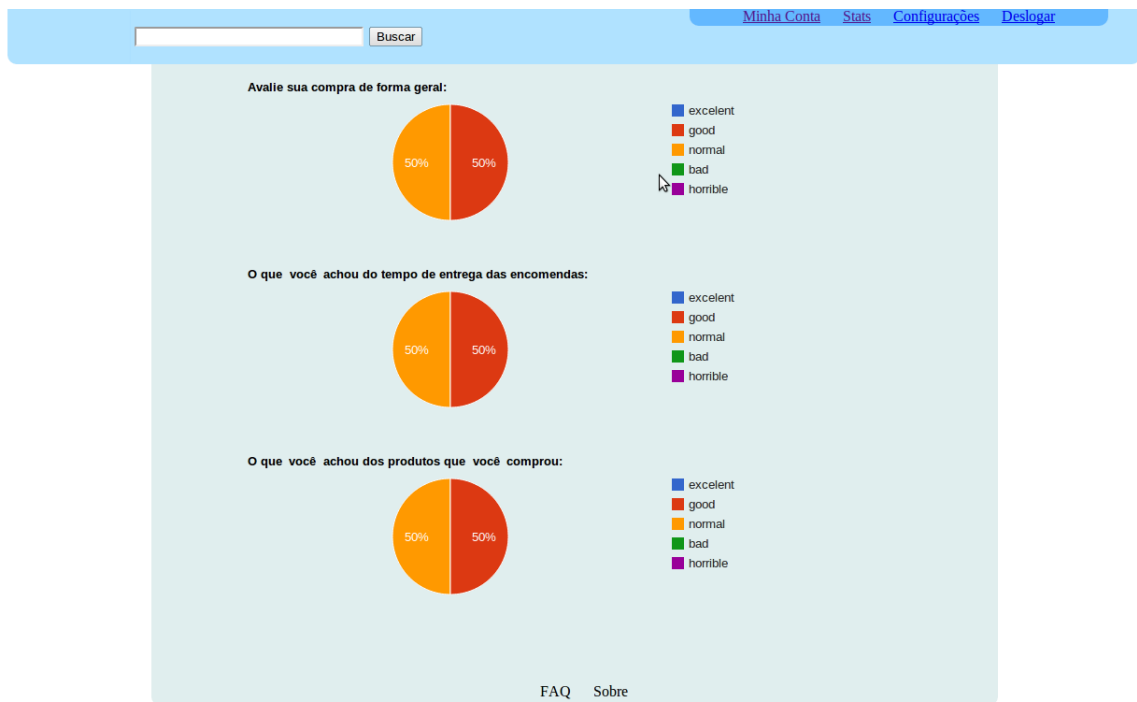 Minha Conta Stats Configurações Deslogar
Buscar
Avalie sua compra de forma geral:
50% 50%
excelent
good
normal
bad
horrible
O que você achou do tempo de entrega das encomendas:
50% 50%
excelent
good
normal
bad
horrible
O que você achou dos produtos que você comprou:
50% 50%
excelent
good
normal
bad
horrible
FAQ Sobre